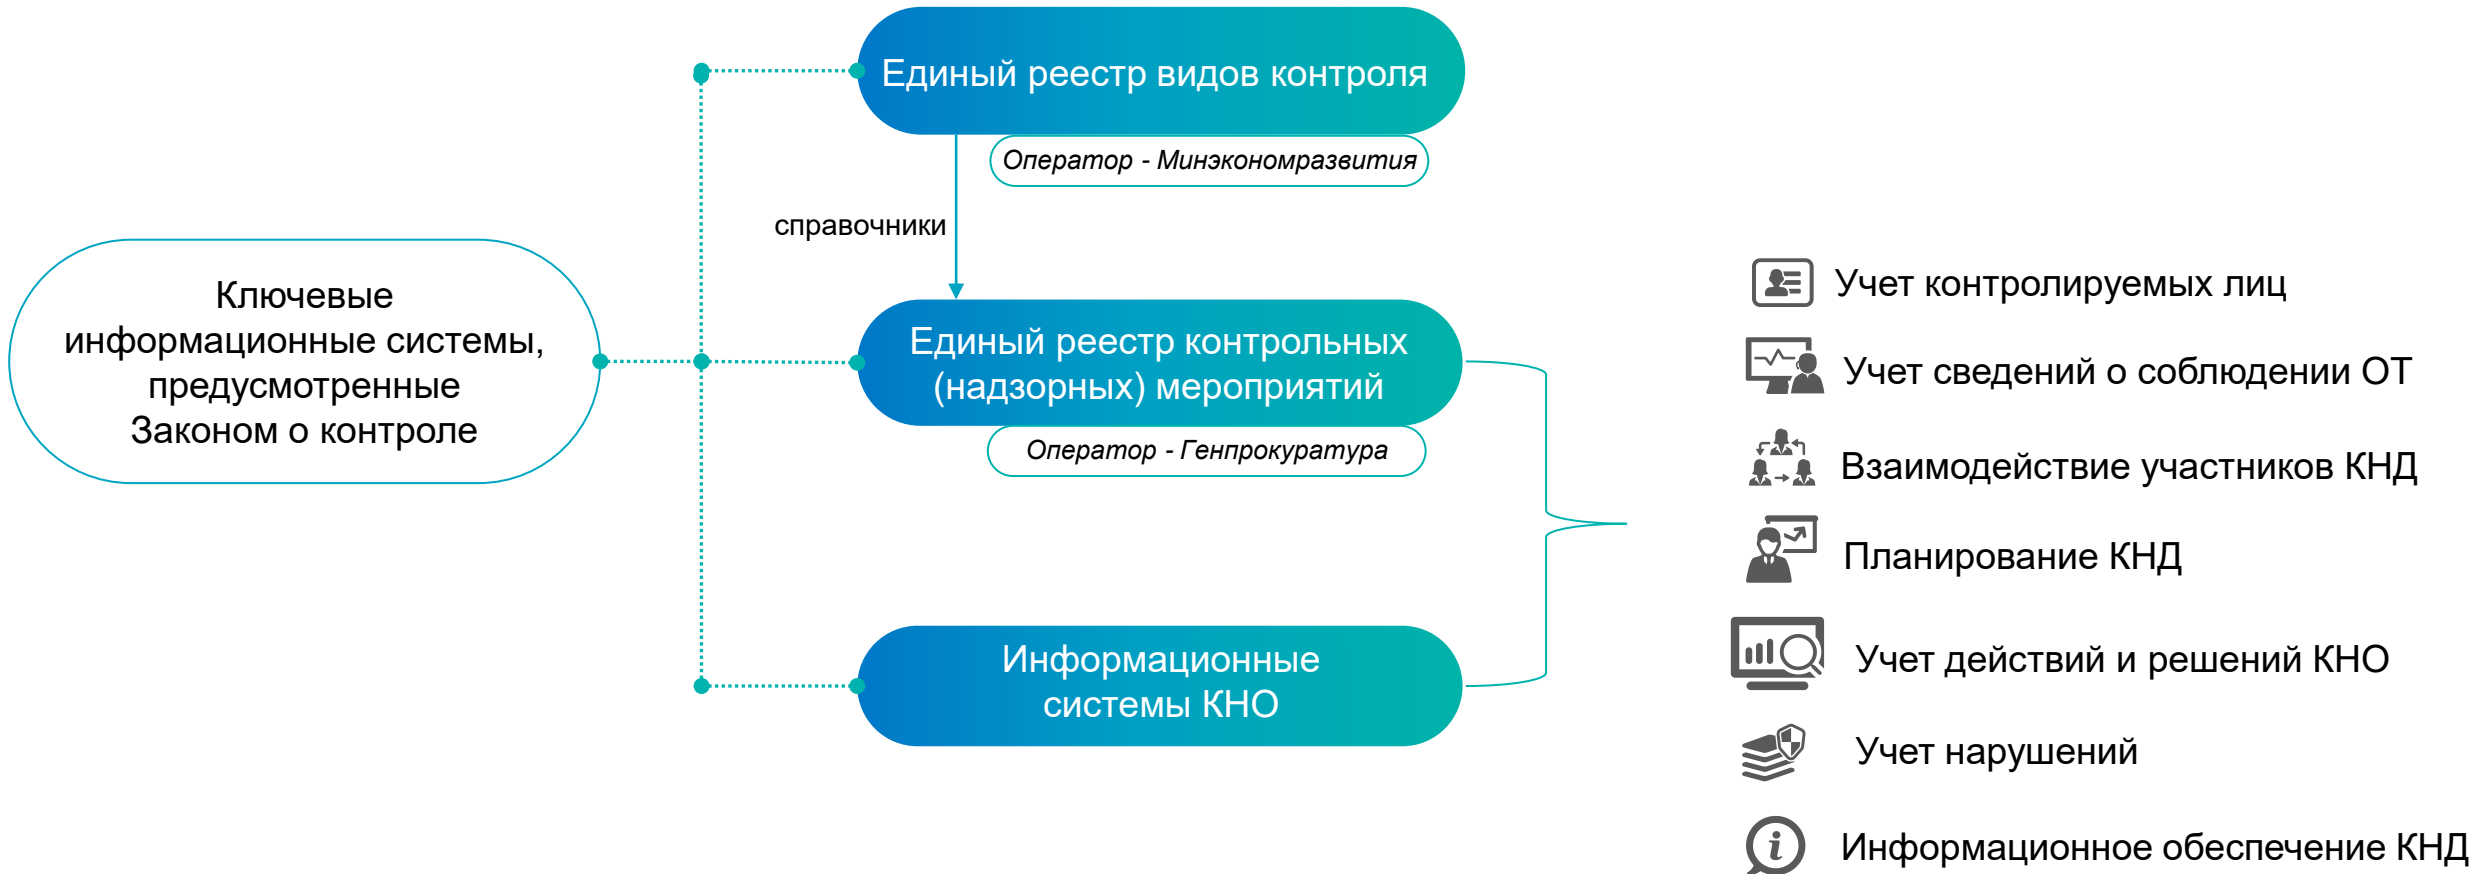 Ключевые
информационные системы,
предусмотренные
Законом о контроле
Единый реестр видов контроля
Оператор - Минэкономразвития
справочники
Единый реестр контрольных
(надзорных) мероприятий
Оператор - Генпрокуратура
Информационные
системы КНО
Учет контролируемых лиц
Учет сведений о соблюдении ОТ
Взаимодействие участников КНД
Планирование КНД
Учет действий и решений КНО
Учет нарушений
Информационное обеспечение КНД